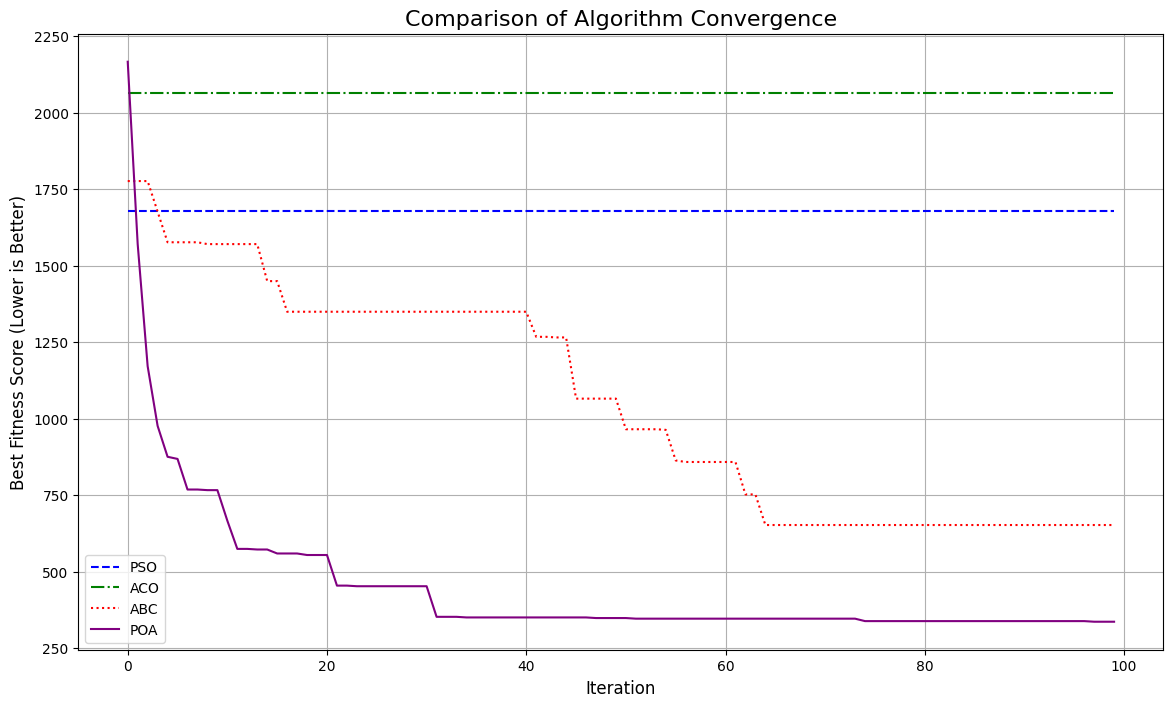 Comparison of Algorithm Convergence
Best Fitness Score (Lower is Better)
2250
2000
1750
1500
1250
1000
750
500
250
PSO
ACO
ABC
POA
0
20
40
60
80
100
Iteration